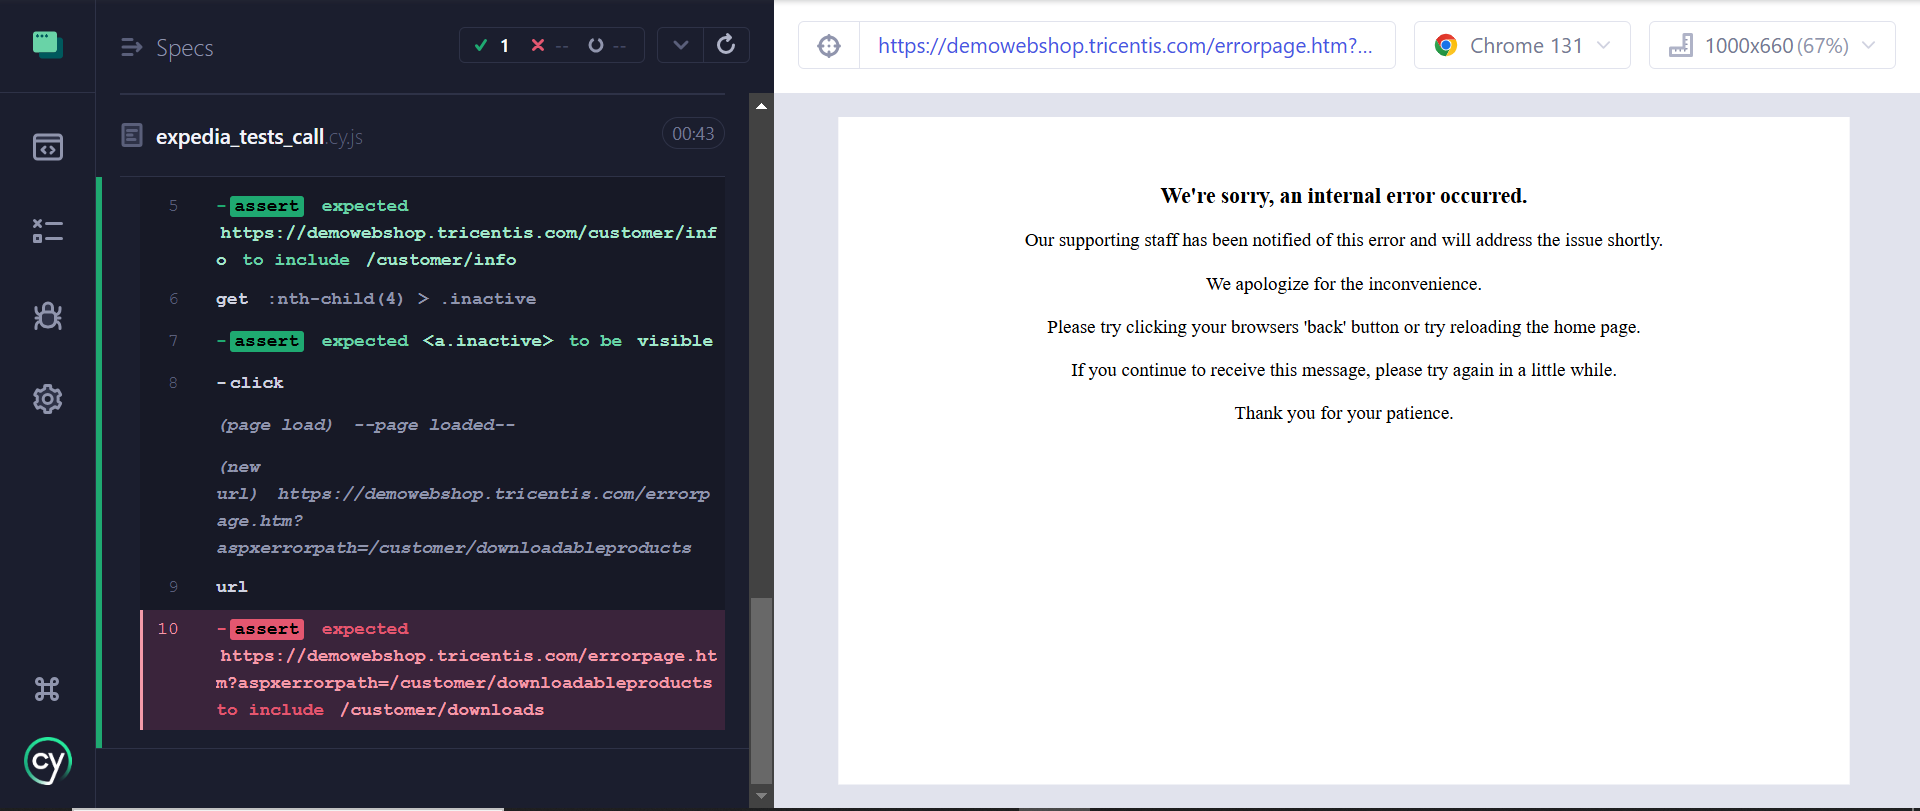 Specs
1
--
--
expedia_tests_call.cy.js
00:43
5 -assert expected
https://demowebshop.tricentis.com/customer/inf
o to include /customer/info
6 get :nth-child(4) > .inactive
7 -assert expected <a.inactive> to be visible
8 -click
(page load) --page loaded--
(new
url) https://demowebshop.tricentis.com/errorp
age.htm?
aspxerrorpath=/customer/downloadableproducts
9 url
10 -assert expected
https://demowebshop.tricentis.com/errorpage.ht
m?aspxerrorpath=/customer/downloadableproducts
to include /customer/downloads
cy
https://demowebshop.tricentis.com/errorpage.htm?...
Chrome 131
1000x660 (67%)
We're sorry, an internal error occurred.
Our supporting staff has been notified of this error and will address the issue shortly.
We apologize for the inconvenience.
Please try clicking your browsers 'back' button or try reloading the home page.
If you continue to receive this message, please try again in a little while.
Thank you for your patience.